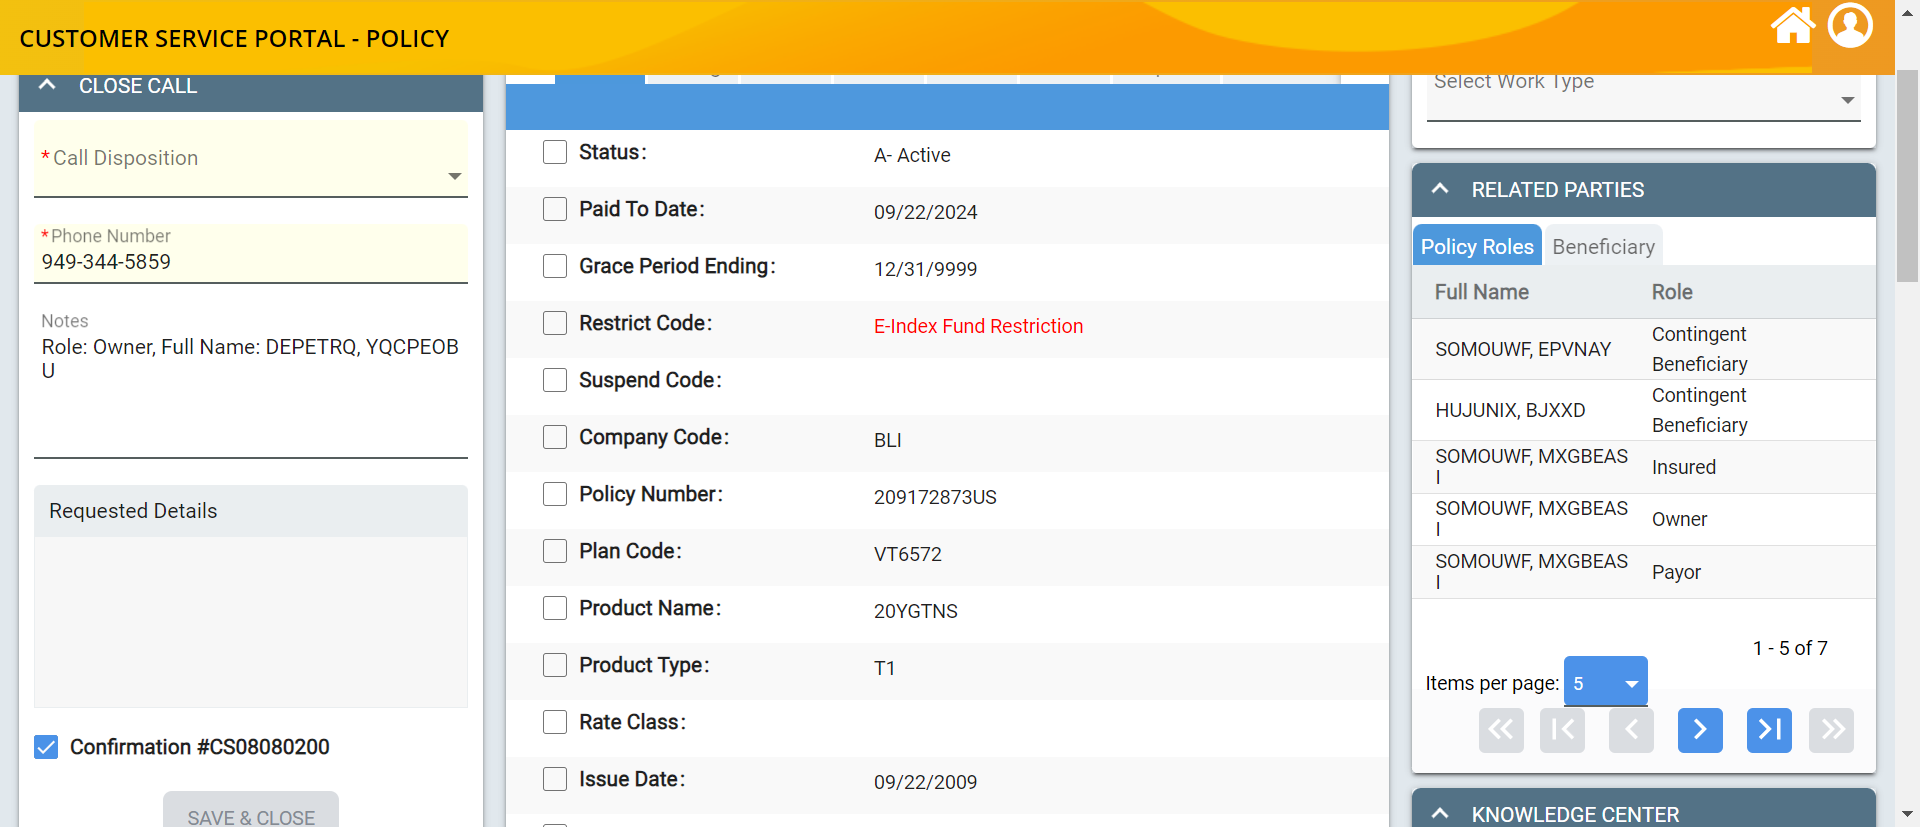 CUSTOMER SERVICE PORTAL - POLICY
CLOSE CALL
* Call Disposition
* Phone Number
949-344-5859
Notes
Role: Owner, Full Name: DEPETRQ, YQCPEOB
U
Requested Details
Confirmation #CS08080200
SAVE & CLOSE
Status:
A- Active
Paid To Date:
09/22/2024
Grace Period Ending:
12/31/9999
Restrict Code:
E-Index Fund Restriction
Suspend Code:
Company Code:
BLI
Policy Number:
209172873US
Plan Code:
VT6572
Product Name:
20YGTNS
Product Type:
T1
Rate Class:
Issue Date:
09/22/2009
Select Work Type
RELATED PARTIES
Policy Roles Beneficiary
Full Name Role
SOMOUWF, EPVNAY
Contingent
Beneficiary
HUJUNIX, BJXXD
Contingent
Beneficiary
SOMOUWF, MXGBEAS
I
Insured
SOMOUWF, MXGBEAS
I
Owner
SOMOUWF, MXGBEAS
I
Payor
1 - 5 of 7
Items per page: 5
KNOWLEDGE CENTER